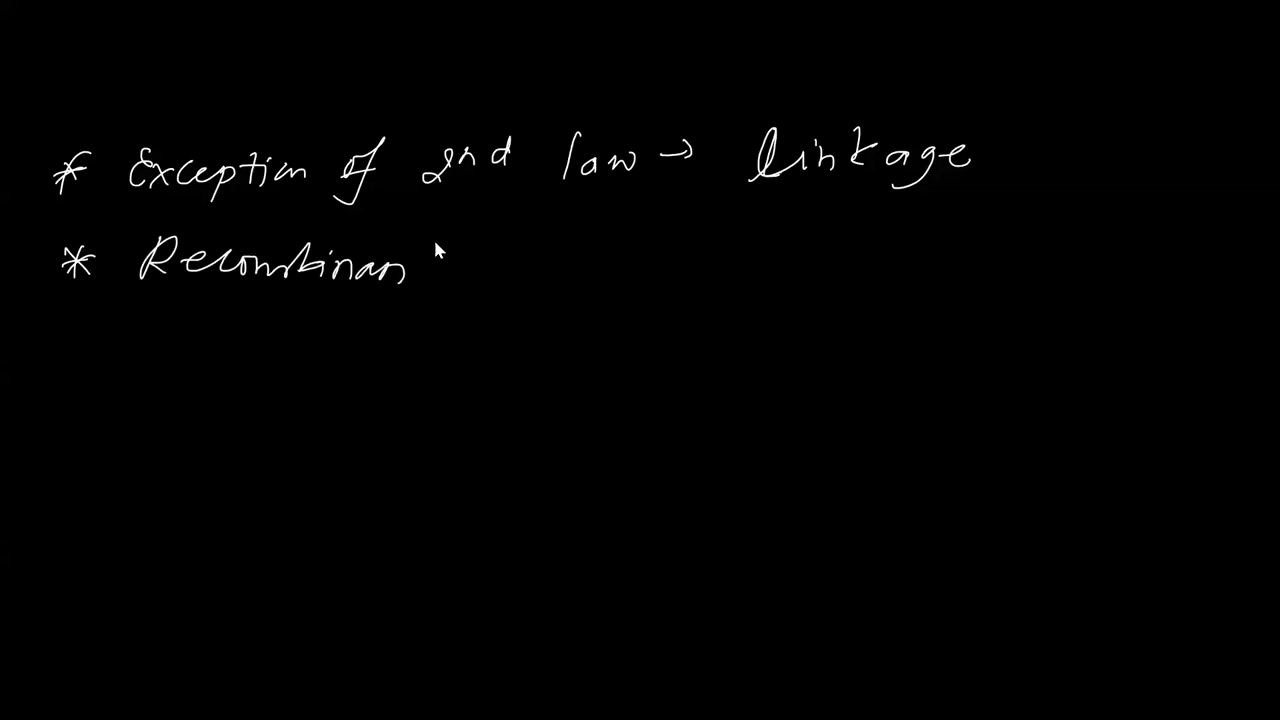 * Exception of 2nd law → linkage
* Recombinan